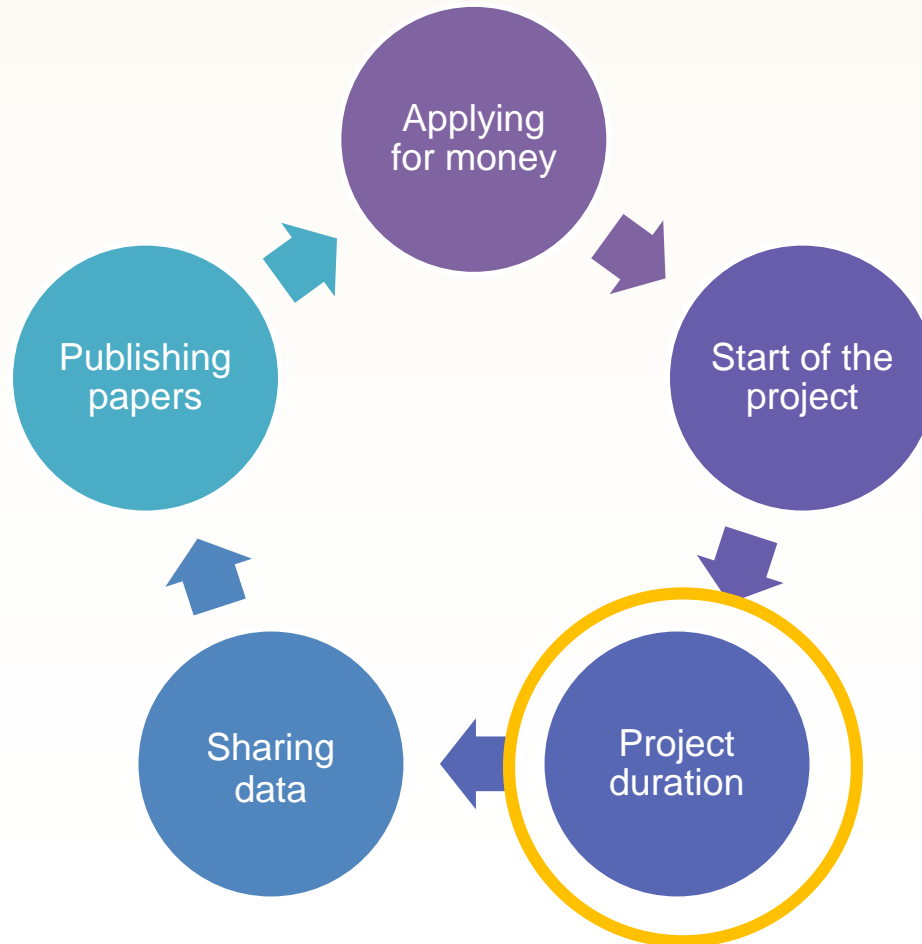 Applying
for money
Start of the
project
Project
duration
Sharing
data
Publishing
papers